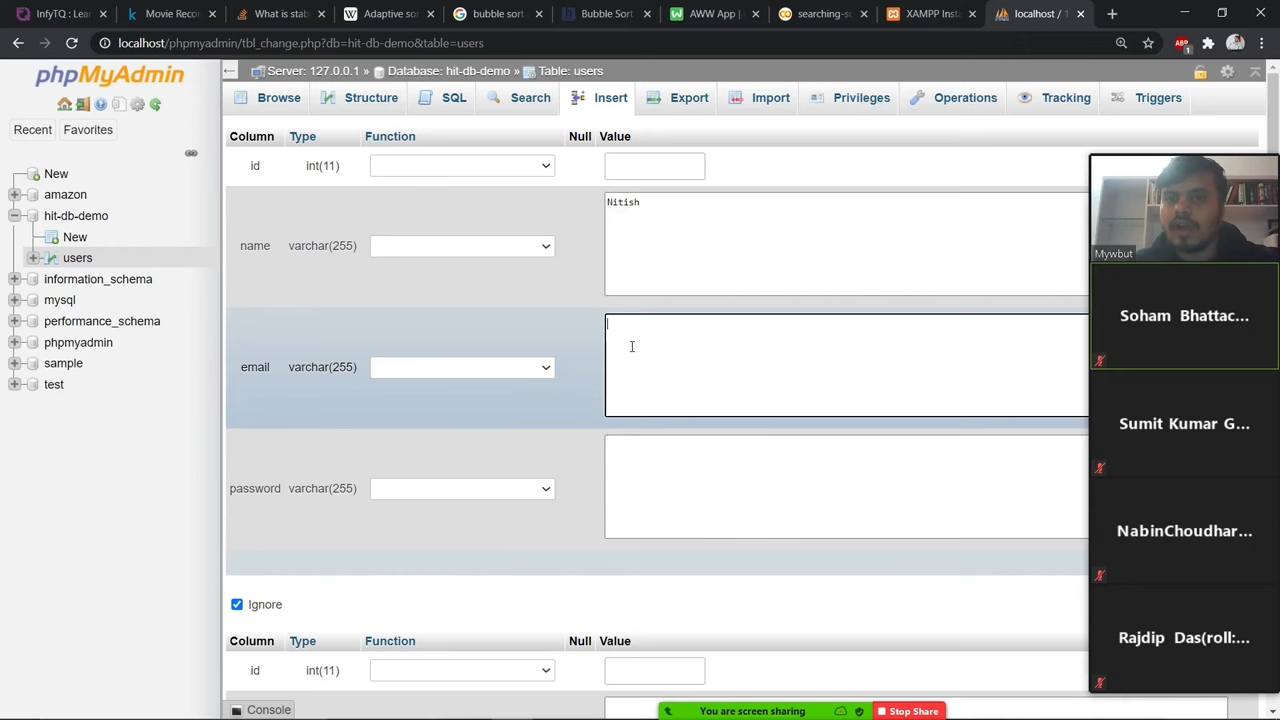 InfyTQ : Lear
Movie Recor
What is stab
Adaptive sor
bubble sort
Bubble Sort
AWW App |
searching-so
XAMPP Insta
localhost / 1
localhost/phpmyadmin/tbl_change.php?db=hit-db-demo&table=users
phpMyAdmin
Recent
Favorites
New
amazon
hit-db-demo
New
users
information_schema
mysql
performance_schema
phpmyadmin
sample
test
Server: 127.0.0.1 » Database: hit-db-demo » Table: users
Browse
Structure
SQL
Search
Insert
Export
Import
Privileges
Operations
Tracking
Triggers
Column Type Function Null Value
id int(11)
name varchar(255)
Nitish
email varchar(255)
password varchar(255)
Ignore
Column Type Function Null Value
id int(11)
Console
You are screen sharing
Stop Share
Mywbut
Soham Bhattac...
Sumit Kumar G...
NabinChoudhar...
Rajdip Das(roll:...